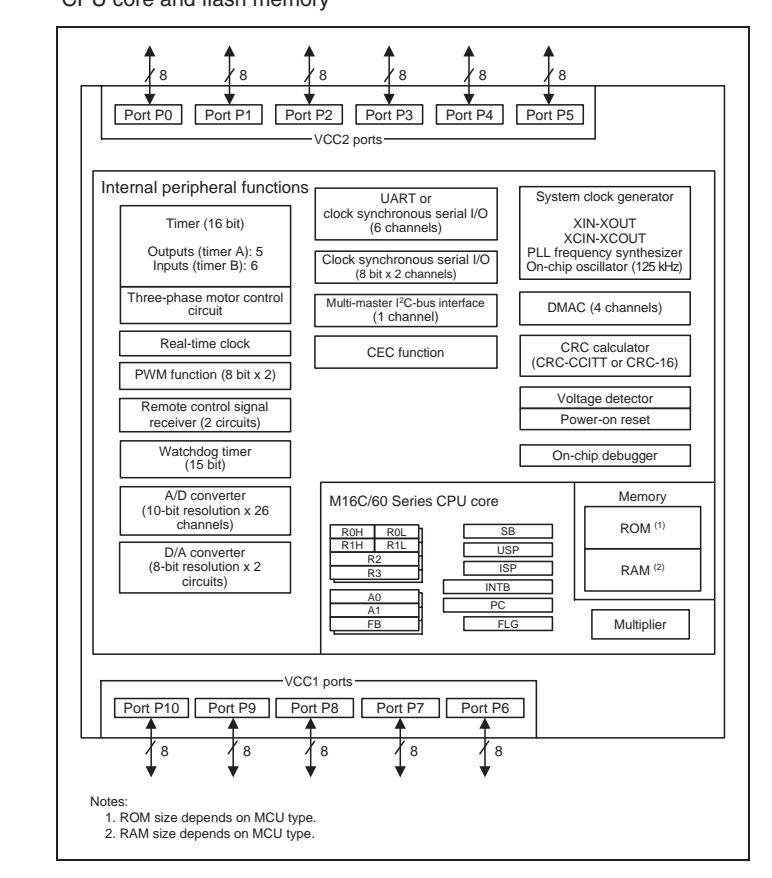 CPU core and flash memory
8 8 8 8 8 8
Port P0 Port P1 Port P2 Port P3 Port P4 Port P5
VCC2 ports
Internal peripheral functions
Timer (16 bit)
Outputs (timer A): 5
Inputs (timer B): 6
Three-phase motor control
circuit
Real-time clock
PWM function (8 bit x 2)
Remote control signal
receiver (2 circuits)
Watchdog timer
(15 bit)
A/D converter
(10-bit resolution x 26
channels)
D/A converter
(8-bit resolution x 2
circuits)
UART or
clock synchronous serial I/O
(6 channels)
Clock synchronous serial I/O
(8 bit x 2 channels)
Multi-master I²C-bus interface
(1 channel)
CEC function
System clock generator
XIN-XOUT
XCIN-XCOUT
PLL frequency synthesizer
On-chip oscillator (125 kHz)
DMAC (4 channels)
CRC calculator
(CRC-CCITT or CRC-16)
Voltage detector
Power-on reset
On-chip debugger
M16C/60 Series CPU core
R0H R0L
R1H R1L
R2
R3
A0
A1
FB
SB
USP
ISP
INTB
PC
FLG
Memory
ROM (1)
RAM (2)
Multiplier
VCC1 ports
Port P10 Port P9 Port P8 Port P7 Port P6
8 8 8 8 8
Notes:
1. ROM size depends on MCU type.
2. RAM size depends on MCU type.